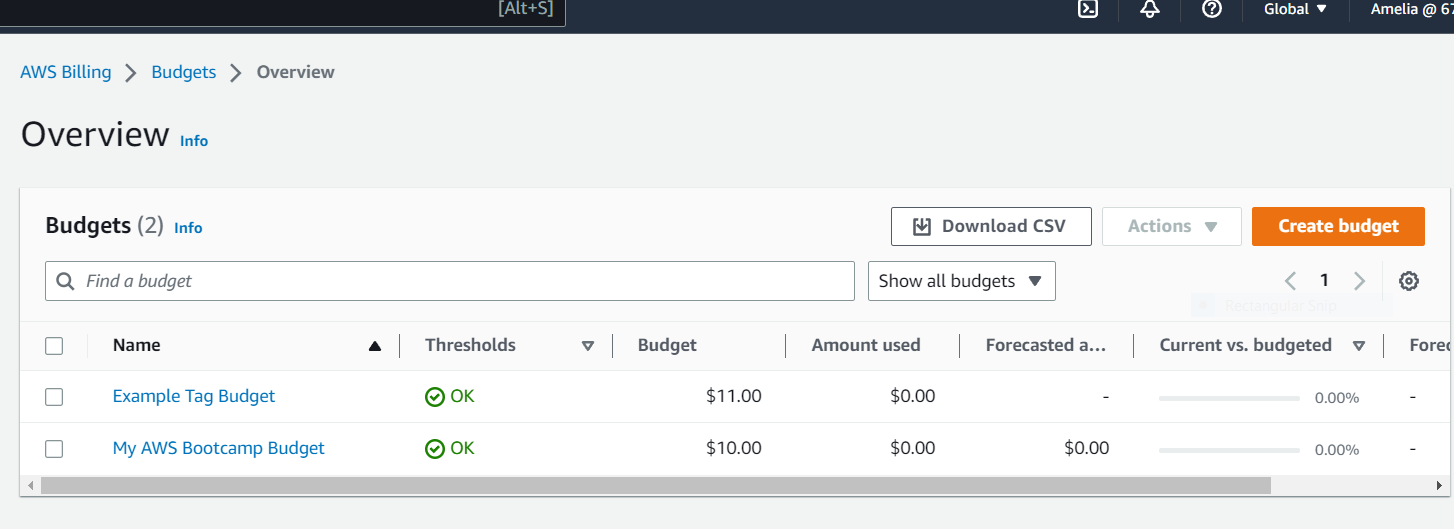 [Alt+S]
Global ▼
Amelia @ 67
AWS Billing > Budgets > Overview
Overview Info
Budgets (2) Info
Download CSV
Actions ▼
Create budget
Find a budget
Show all budgets ▼
< 1 >
Rectangular Snip
Name Thresholds Budget Amount used Forecasted a... Current vs. budgeted Forec
Example Tag Budget OK $11.00 $0.00 - 0.00% -
My AWS Bootcamp Budget OK $10.00 $0.00 $0.00 0.00% -